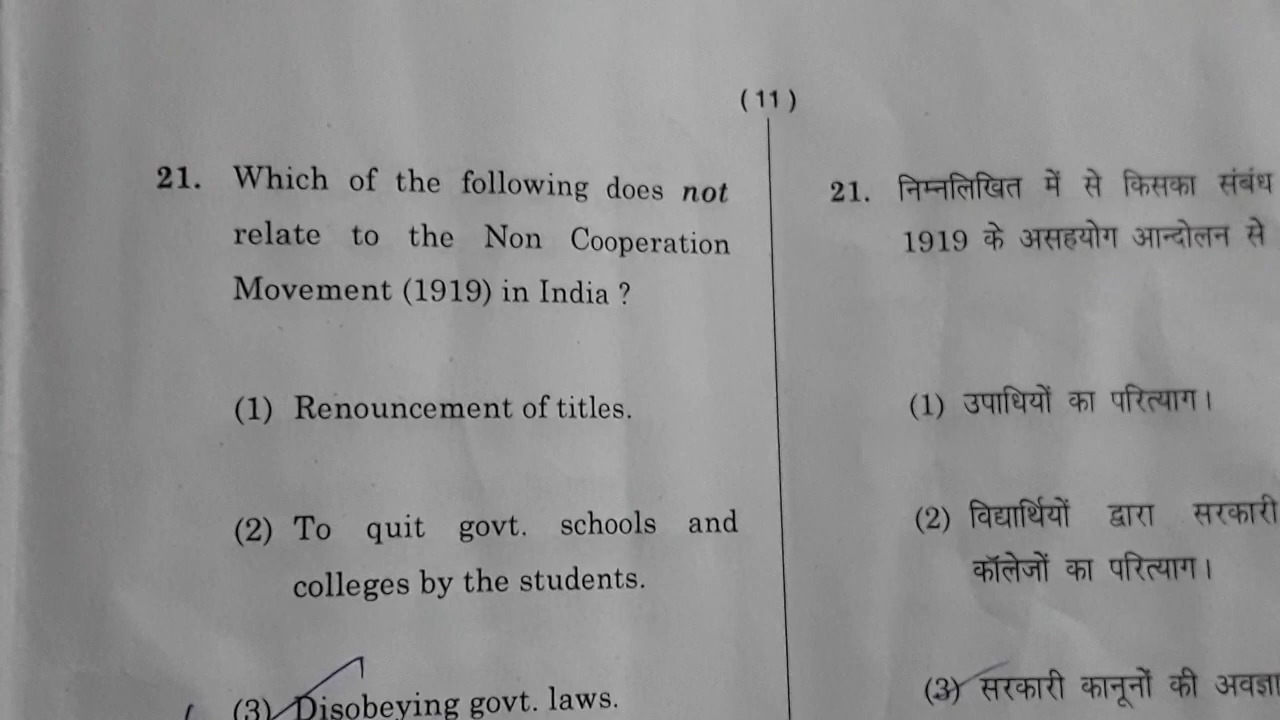 (11)
21. Which of the following does not
relate to the Non Cooperation
Movement (1919) in India ?
(1) Renouncement of titles.
(2) To quit govt. schools and
colleges by the students.
(3) Disobeying govt. laws.
21. निम्नलिखित में से किसका संबंध
1919 के असहयोग आन्दोलन से
(1) उपाधियों का परित्याग।
(2) विद्यार्थियों द्वारा सरकारी
कॉलेजों का परित्याग।
(3) सरकारी कानूनों की अवज्ञा